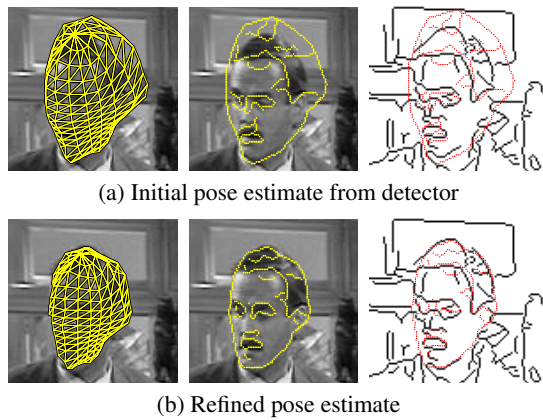 (a) Initial pose estimate from detector
(b) Refined pose estimate